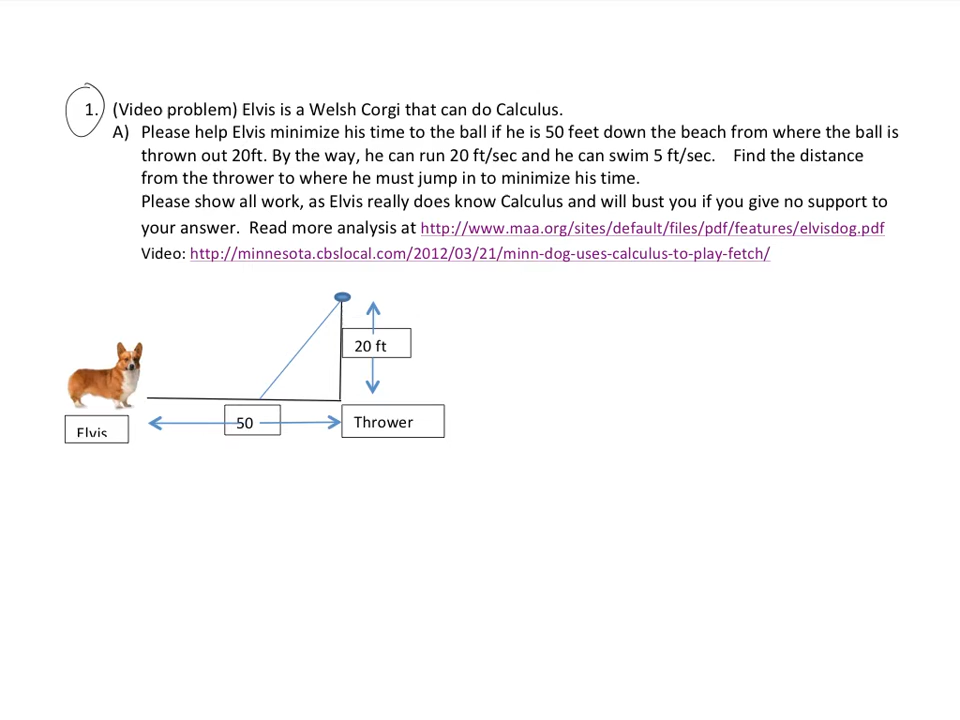 1. (Video problem) Elvis is a Welsh Corgi that can do Calculus.
A) Please help Elvis minimize his time to the ball if he is 50 feet down the beach from where the ball is
thrown out 20ft. By the way, he can run 20 ft/sec and he can swim 5 ft/sec. Find the distance
from the thrower to where he must jump in to minimize his time.
Please show all work, as Elvis really does know Calculus and will bust you if you give no support to
your answer. Read more analysis at http://www.maa.org/sites/default/files/pdf/features/elvisdog.pdf
Video: http://minnesota.cbslocal.com/2012/03/21/minn-dog-uses-calculus-to-play-fetch/
20 ft
50
Thrower
Elvis